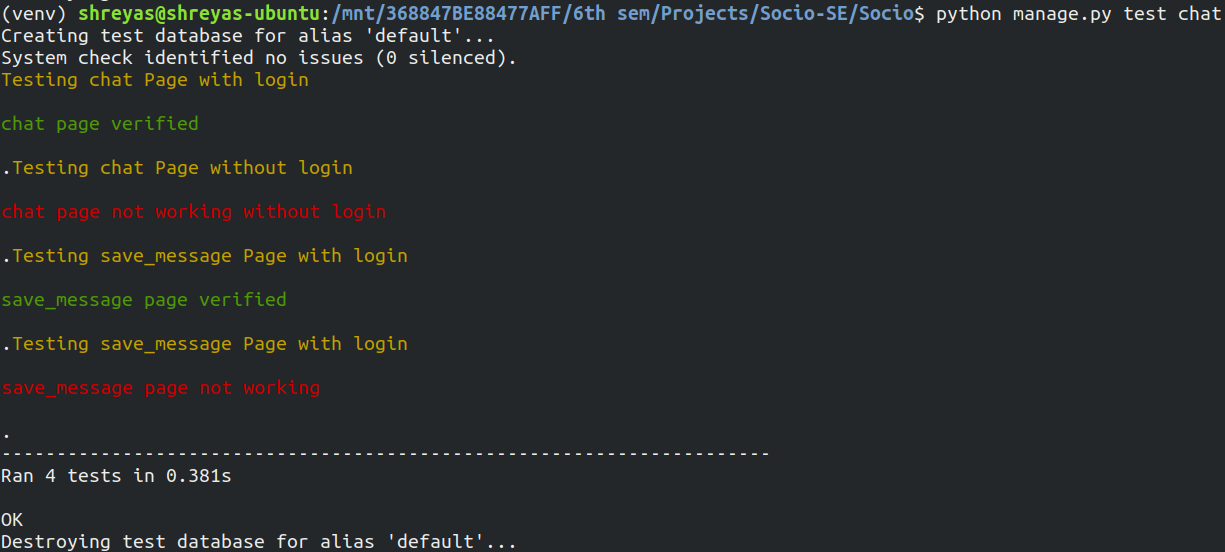 (venv) shreyas@shreyas-ubuntu:/mnt/368847BE88477AFF/6th sem/Projects/Socio-SE/Socio$ python manage.py test chat
Creating test database for alias 'default'...
System check identified no issues (0 silenced).
Testing chat Page with login
chat page verified
.Testing chat Page without login
chat page not working without login
.Testing save_message Page with login
save_message page verified
.Testing save_message Page with login
save_message page not working
.
----------------------------------------------------------------------
Ran 4 tests in 0.381s
OK
Destroying test database for alias 'default'...